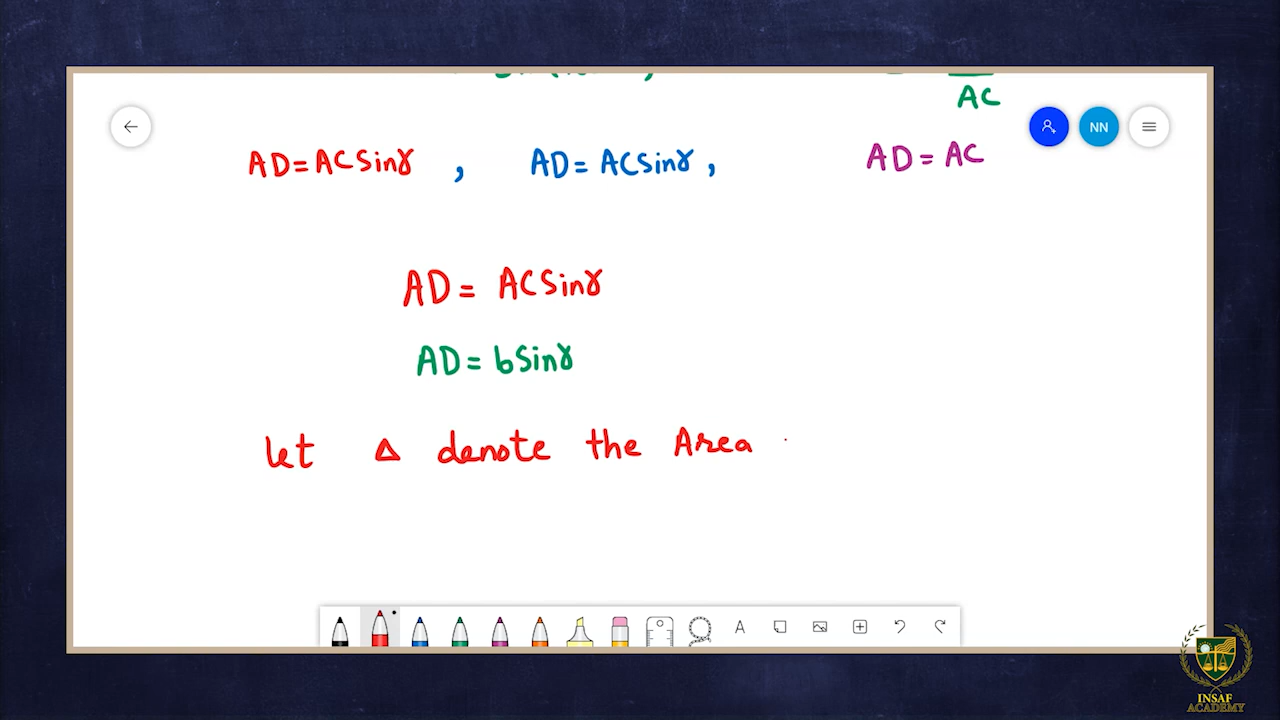 AC
NN
AD=ACSinγ , AD=ACsinγ, AD=AC
AD= ACSinγ
AD=bSinγ
let Δ denote the Area
A
INSAF
ACADEMY